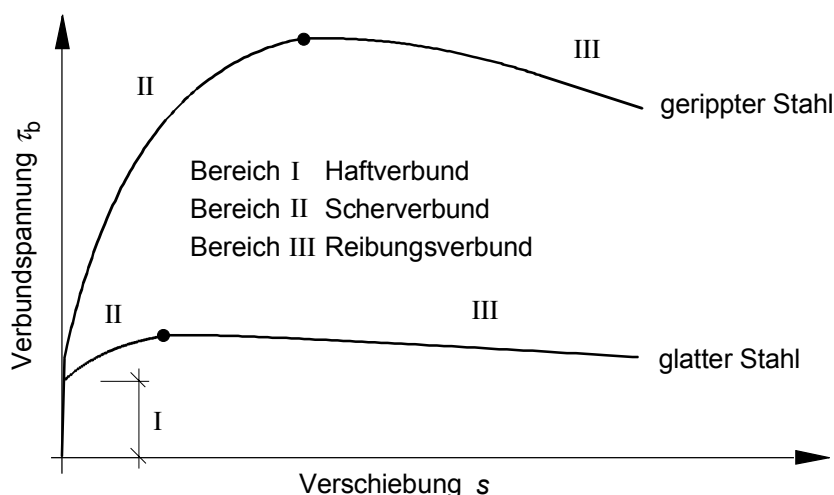 III
II
gerippter Stahl
Verbundspannung τb
Bereich I Haftverbund
Bereich II Scherverbund
Bereich III Reibungsverbund
II
III
glatter Stahl
I
Verschiebung s